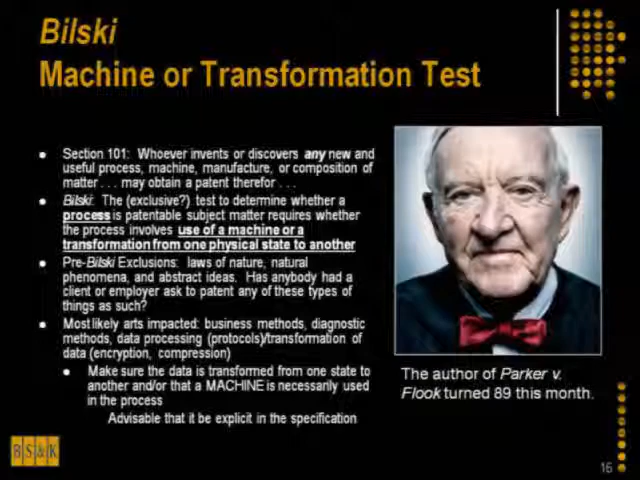 Bilski
Machine or Transformation Test
Section 101: Whoever invents or discovers any new and
useful process, machine, manufacture, or composition of
matter . . . may obtain a patent therefor . . .
Bilski: The (exclusive?) test to determine whether a
process is patentable subject matter requires whether
the process involves use of a machine or a
transformation from one physical state to another
Pre-Bilski Exclusions: laws of nature, natural
phenomena, and abstract ideas. Has anybody had a
client or employer ask to patent any of these types of
things as such?
Most likely arts impacted: business methods, diagnostic
methods, data processing (protocols)/transformation of
data (encryption, compression)
Make sure the data is transformed from one state to
another and/or that a MACHINE is necessarily used
in the process
Advisable that it be explicit in the specification
The author of Parker v.
Flook turned 89 this month.
BS&K
16